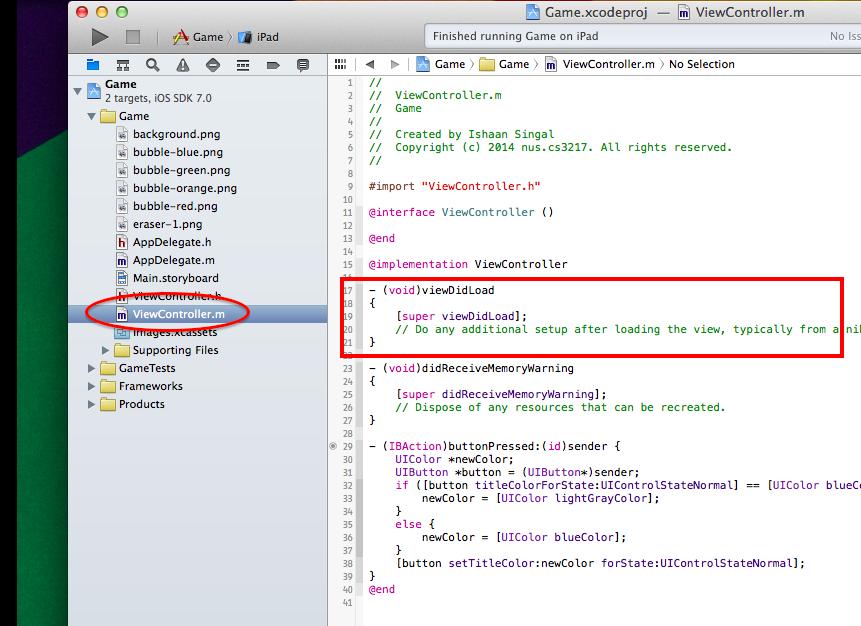 Game.xcodeproj — ViewController.m
Game iPad
Finished running Game on iPad No Iss
Game Game ViewController.m No Selection
Game
2 targets, iOS SDK 7.0
Game
background.png
bubble-blue.png
bubble-green.png
bubble-orange.png
bubble-red.png
eraser-1.png
AppDelegate.h
AppDelegate.m
Main.storyboard
ViewController.h
ViewController.m
Images.xcassets
Supporting Files
GameTests
Frameworks
Products
1 //
2 //  ViewController.m
3 //  Game
4 //
5 //  Created by Ishaan Singal
6 //  Copyright (c) 2014 nus.cs3217. All rights reserved.
7 //
8
9 #import "ViewController.h"
10
11 @interface ViewController ()
12
13 @end
14
15 @implementation ViewController
17 - (void)viewDidLoad
18 {
19     [super viewDidLoad];
20     // Do any additional setup after loading the view, typically from a nib
21 }
23 - (void)didReceiveMemoryWarning
24 {
25     [super didReceiveMemoryWarning];
26     // Dispose of any resources that can be recreated.
27 }
28
29 - (IBAction)buttonPressed:(id)sender {
30     UIColor *newColor;
31     UIButton *button = (UIButton*)sender;
32     if ([button titleColorForState:UIControlStateNormal] == [UIColor blueCo
33         newColor = [UIColor lightGrayColor];
34     }
35     else {
36         newColor = [UIColor blueColor];
37     }
38     [button setTitleColor:newColor forState:UIControlStateNormal];
39 }
40 @end
41